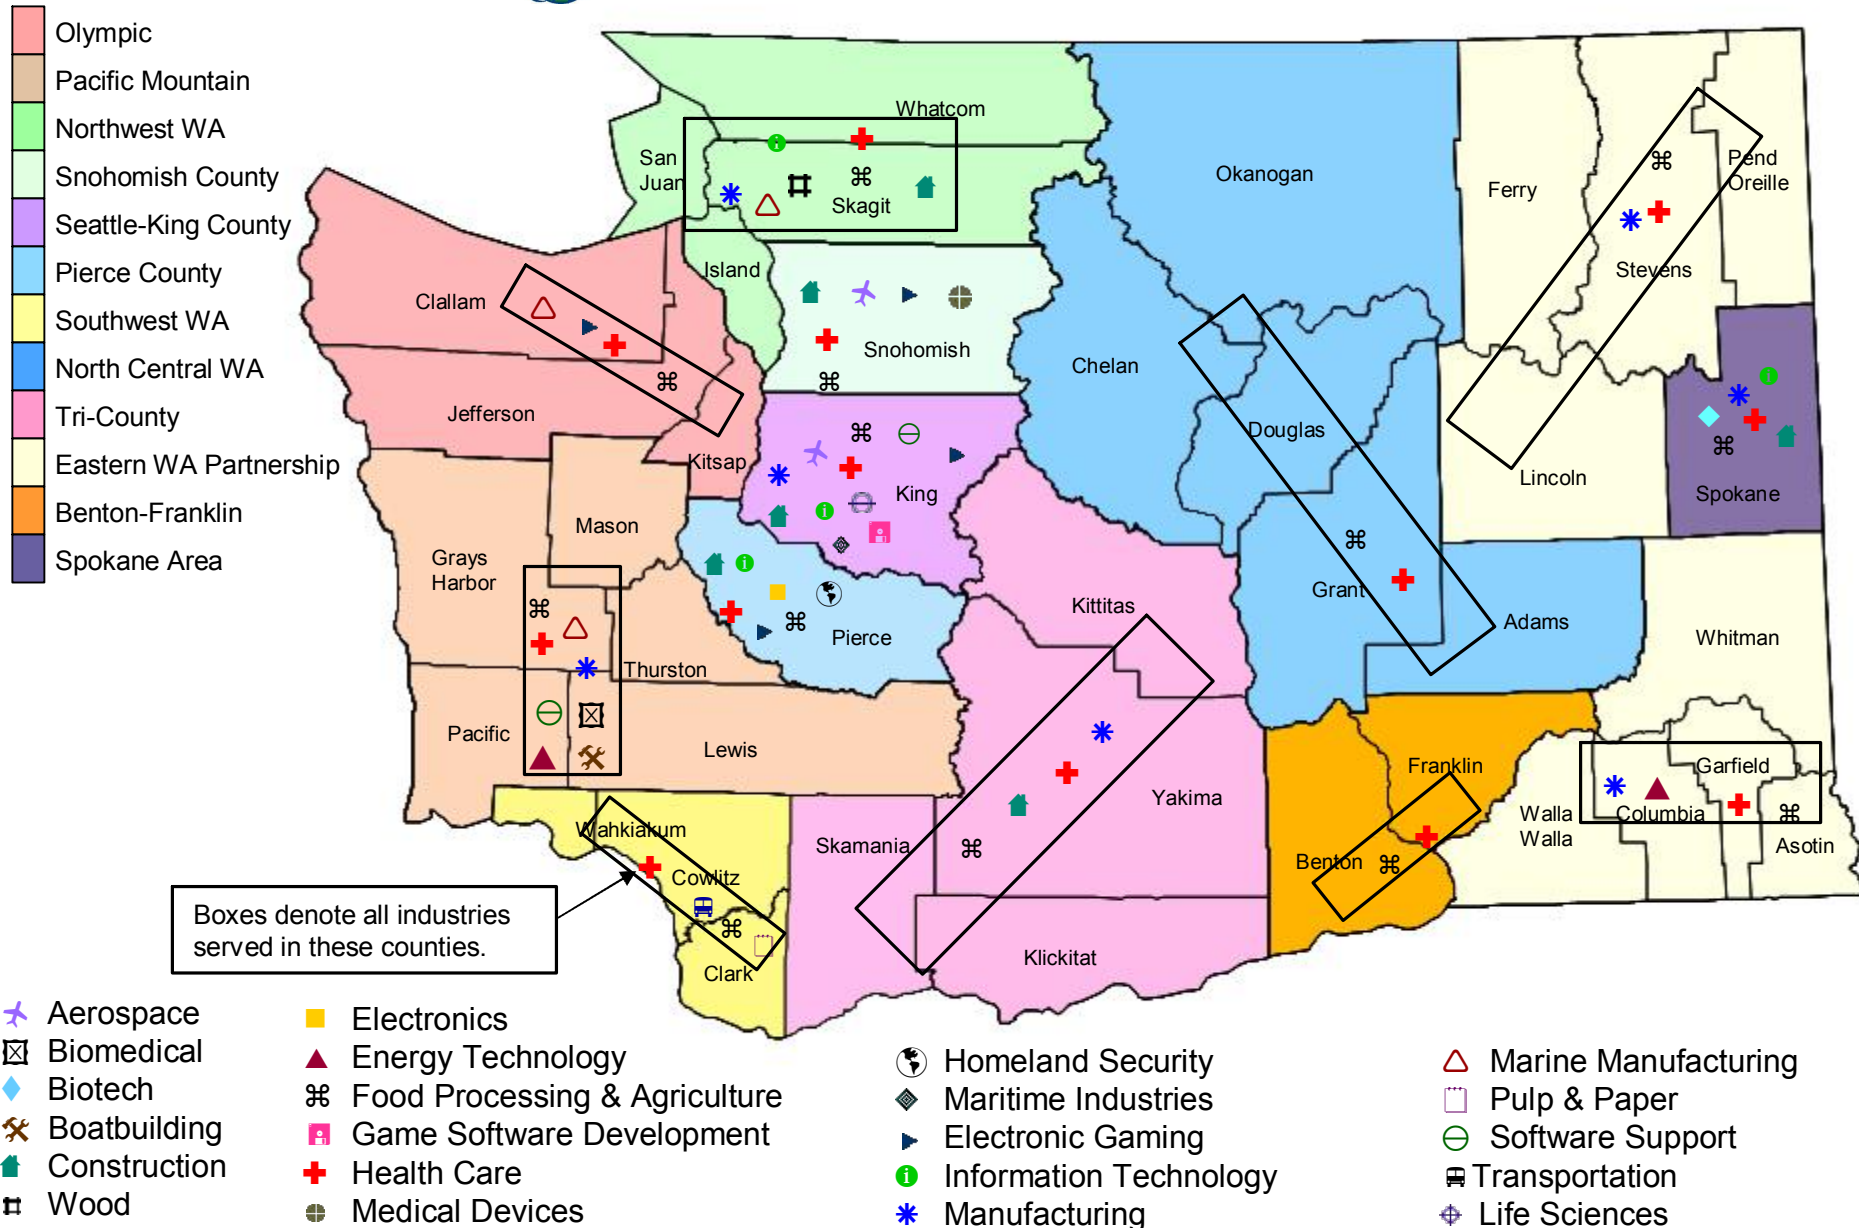 Olympic
Pacific Mountain
Northwest WA
Snohomish County
Seattle-King County
Pierce County
Southwest WA
North Central WA
Tri-County
Eastern WA Partnership
Benton-Franklin
Spokane Area
Whatcom
San
Juan
Skagit
Okanogan
Ferry
Pend
Oreille
Stevens
Island
Clallam
Snohomish
Chelan
Jefferson
Douglas
Kitsap
King
Lincoln
Spokane
Mason
Grays
Harbor
Kittitas
Grant
Adams
Pierce
Whitman
Thurston
Pacific
Lewis
Franklin
Garfield
Yakima
Walla
Walla
Columbia
Asotin
Wahkiakum
Skamania
Benton
Cowlitz
Boxes denote all industries
served in these counties.
Klickitat
Clark
Aerospace
Biomedical
Biotech
Boatbuilding
Construction
Wood
Electronics
Energy Technology
Food Processing & Agriculture
Game Software Development
Health Care
Medical Devices
Homeland Security
Maritime Industries
Electronic Gaming
Information Technology
Manufacturing
Marine Manufacturing
Pulp & Paper
Software Support
Transportation
Life Sciences